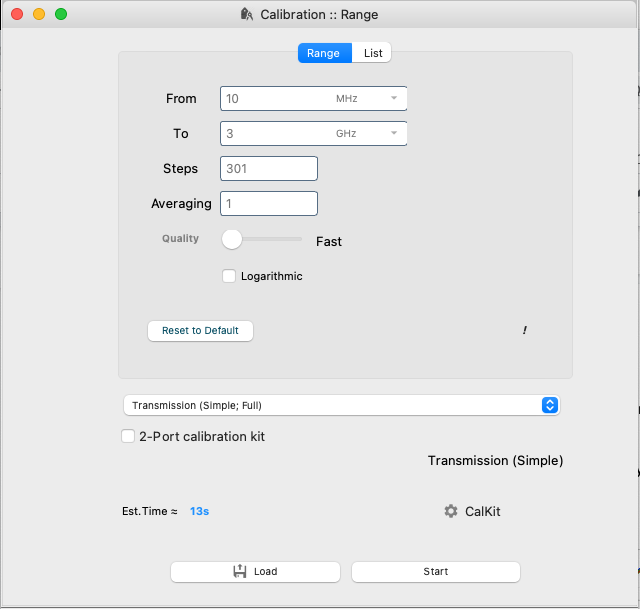 Calibration :: Range
Range List
From 10 MHz
To 3 GHz
Steps 301
Averaging 1
Quality Fast
Logarithmic
Reset to Default !
Transmission (Simple; Full)
2-Port calibration kit
Transmission (Simple)
Est.Time ≈ 13s CalKit
Load Start